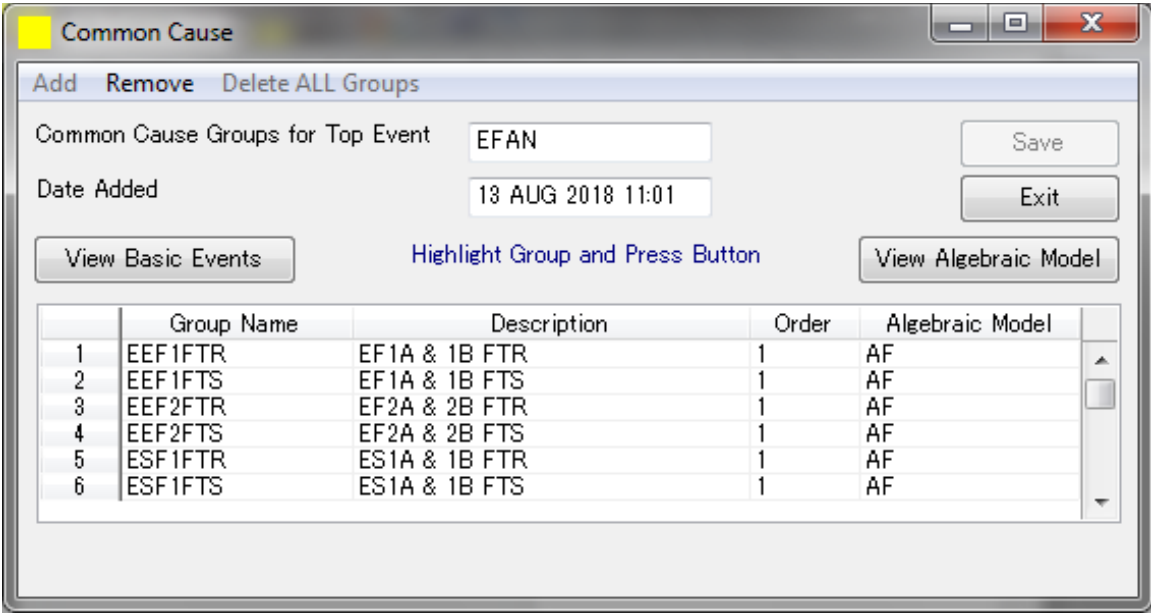 Common Cause
Add Remove Delete ALL Groups
Common Cause Groups for Top Event EFAN Save
Date Added 13 AUG 2018 11:01 Exit
View Basic Events Highlight Group and Press Button View Algebraic Model
Group Name Description Order Algebraic Model
1 EEF1FTR EF1A & 1B FTR 1 AF
2 EEF1FTS EF1A & 1B FTS 1 AF
3 EEF2FTR EF2A & 2B FTR 1 AF
4 EEF2FTS EF2A & 2B FTS 1 AF
5 ESF1FTR ES1A & 1B FTR 1 AF
6 ESF1FTS ES1A & 1B FTS 1 AF